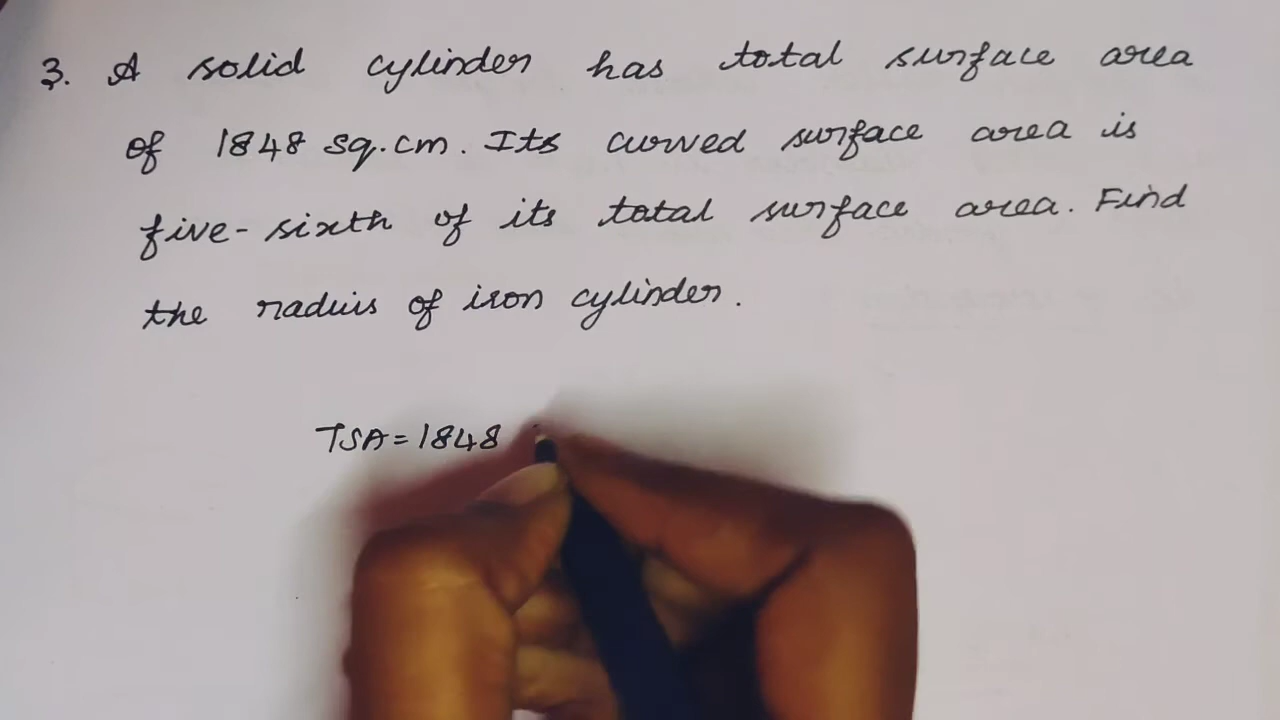 3. A solid cylinder has total surface area
of 1848 sq.cm. Its curved surface area is
five-sixth of its total surface area. Find
the radius of iron cylinder.
TSA = 1848